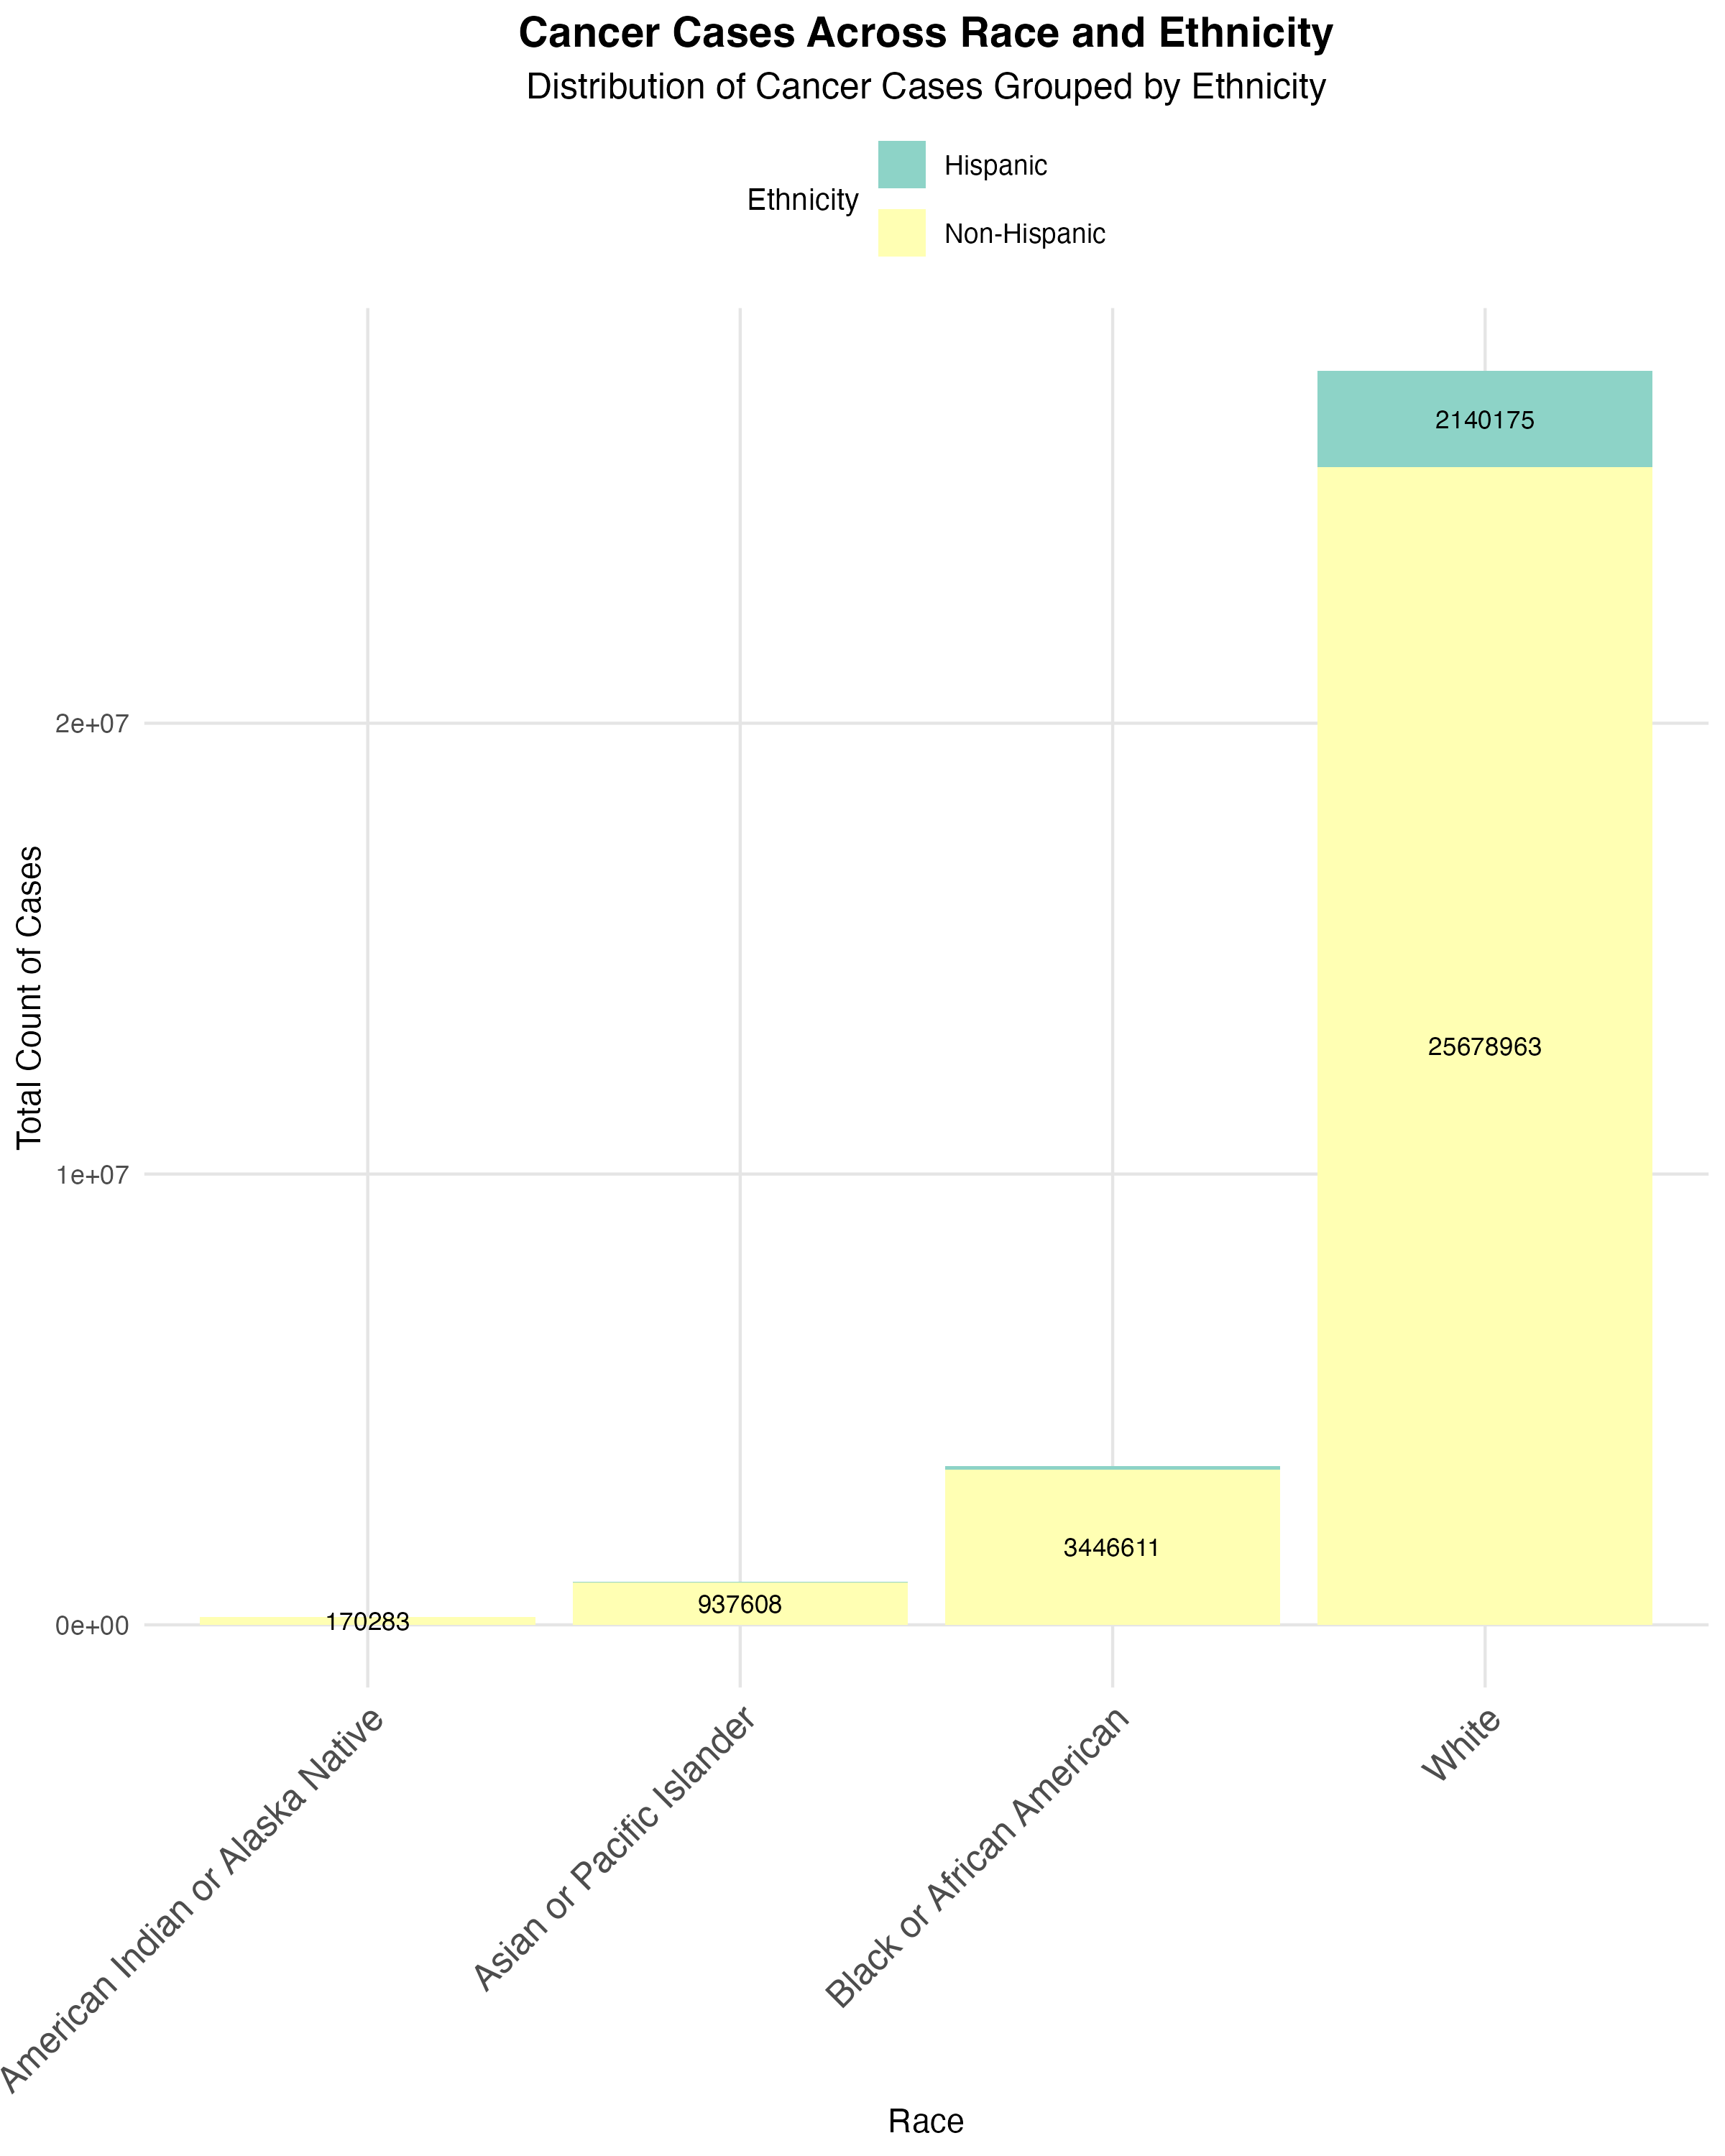 Cancer Cases Across Race and Ethnicity
Distribution of Cancer Cases Grouped by Ethnicity
Ethnicity
Hispanic
Non-Hispanic
2140175
2e+07
25678963
Total Count of Cases
1e+07
3446611
937608
170283
0e+00
American Indian or Alaska Native
Asian or Pacific Islander
Black or African American
White
Race